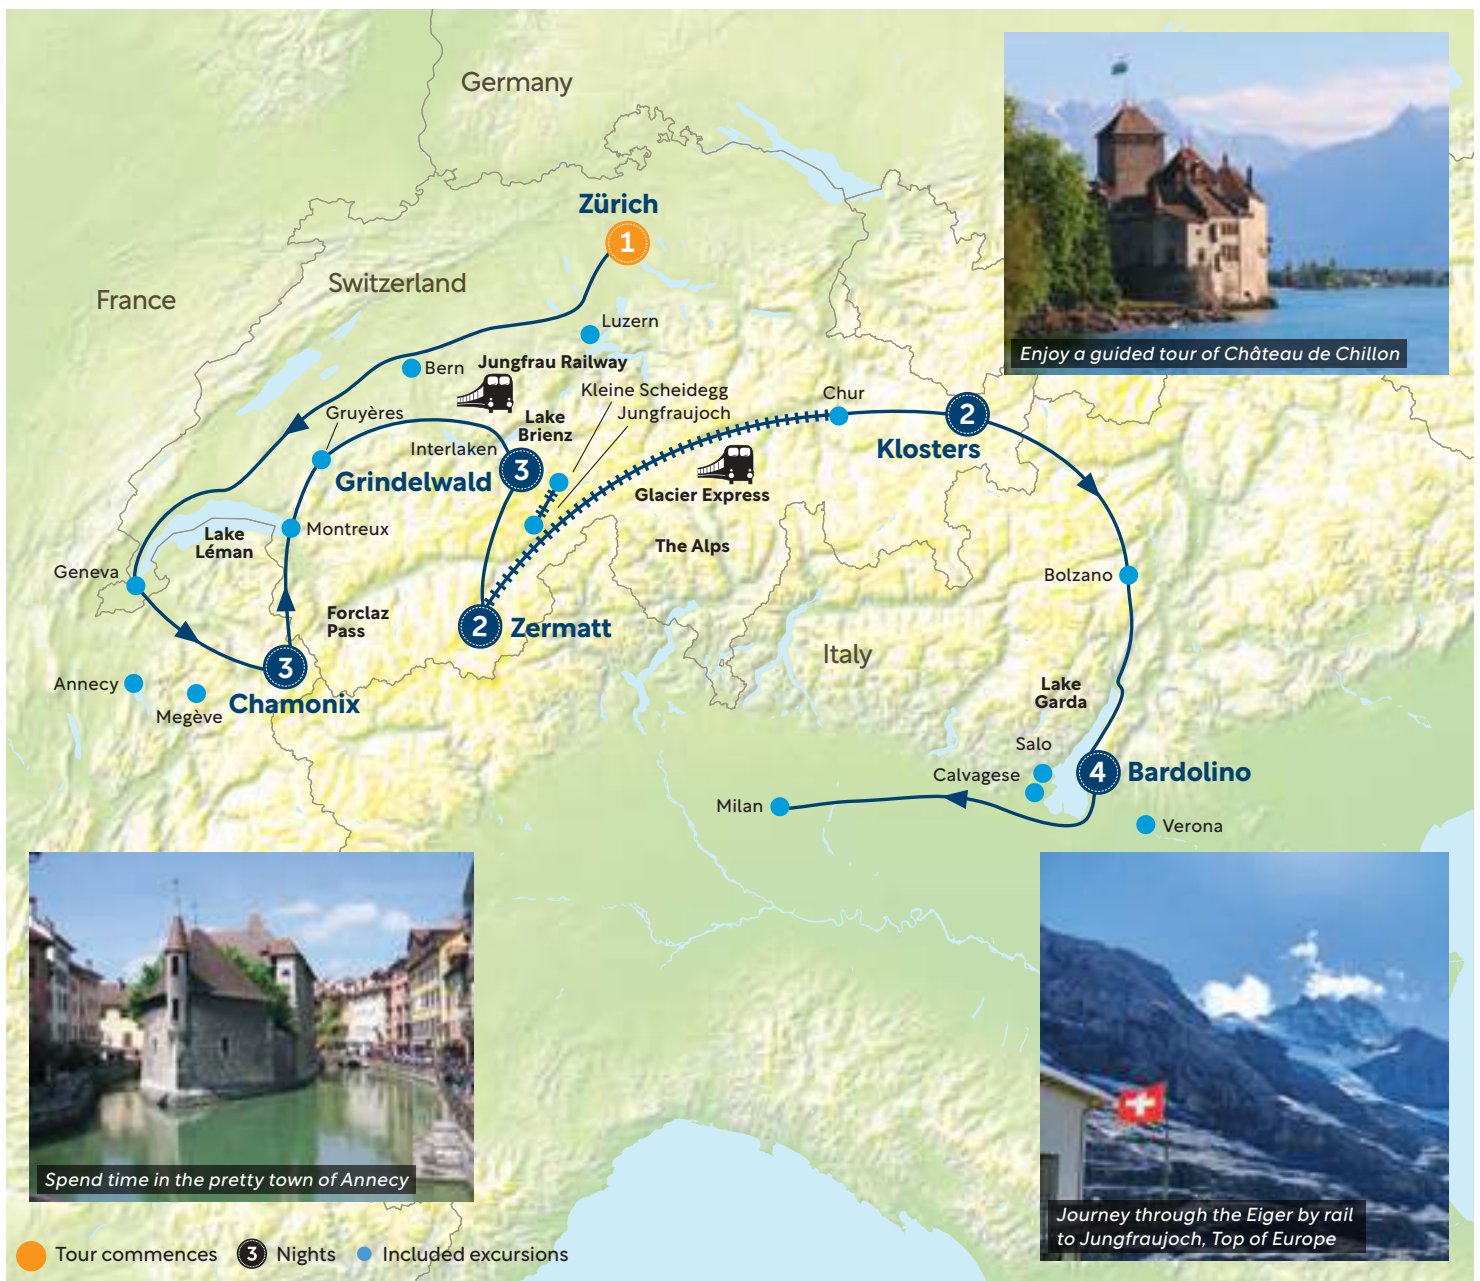 Germany
Zürich
1
Switzerland
France
Luzern
Bern
Jungfrau Railway
Kleine Scheidegg
Jungfraujoch
Chur
2
Klosters
Gruyères
Lake
Brienz
Interlaken
3
Grindelwald
Glacier Express
Montreux
Lake
Léman
The Alps
Geneva
Bolzano
Forclaz
Pass
2
Zermatt
Italy
3
Chamonix
Annecy
Megève
Lake
Garda
Salo
Calvagese
4
Bardolino
Milan
Verona
Enjoy a guided tour of Château de Chillon
Spend time in the pretty town of Annecy
Journey through the Eiger by rail
to Jungfraujoch, Top of Europe
Tour commences
3
Nights
Included excursions